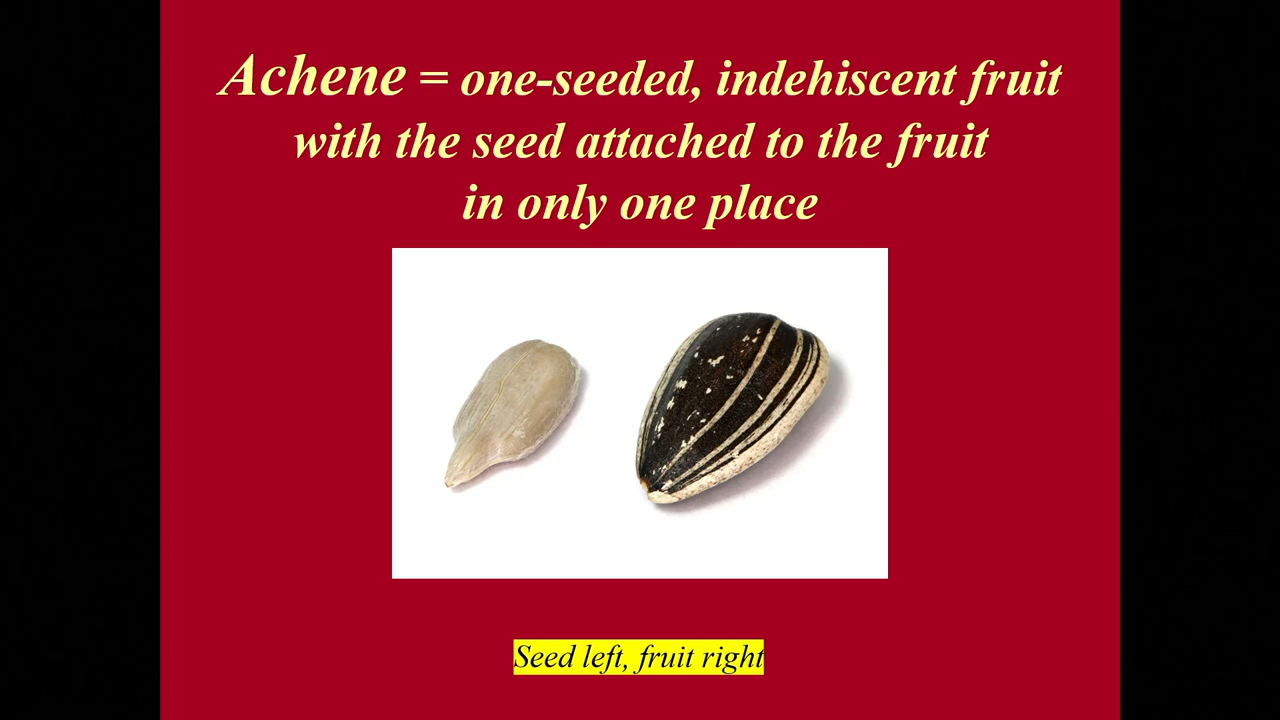 Achene = one-seeded, indehiscent fruit
with the seed attached to the fruit
in only one place
Seed left, fruit right